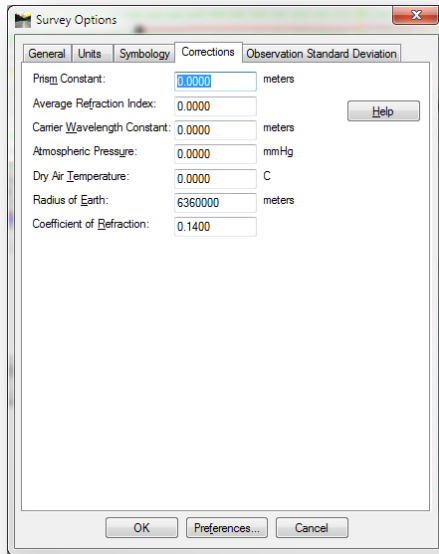 Survey Options
General Units Symbology Corrections Observation Standard Deviation
Prism Constant: 0.0000 meters
Average Refraction Index: 0.0000
Help
Carrier Wavelength Constant: 0.0000 meters
Atmospheric Pressure: 0.0000 mmHg
Dry Air Temperature: 0.0000 C
Radius of Earth: 6360000 meters
Coefficient of Refraction: 0.1400
OK Preferences... Cancel